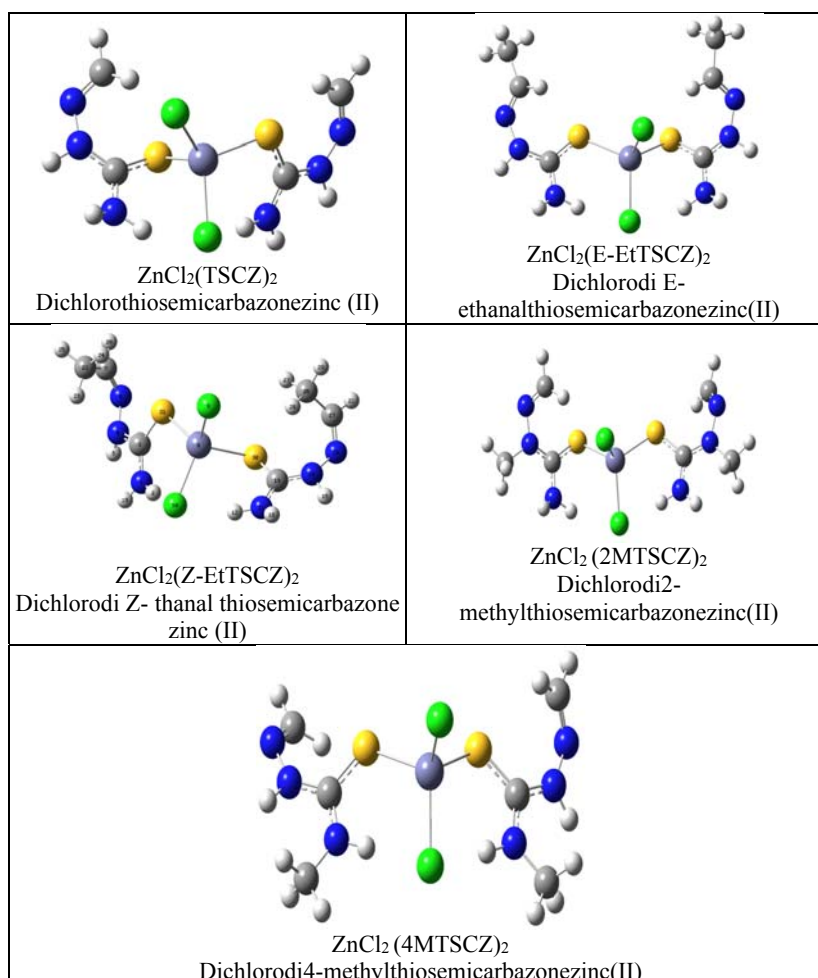 ZnCl₂(TSCZ)₂
Dichlorothiosemicarbazonezinc (II)
ZnCl₂(E-EtTSCZ)₂
Dichlorodi E-
ethanalthiosemicarbazonezinc(II)
ZnCl₂(Z-EtTSCZ)₂
Dichlorodi Z- thanal thiosemicarbazone
zinc (II)
ZnCl₂ (2MTSCZ)₂
Dichlorodi2-
methylthiosemicarbazonezinc(II)
ZnCl₂ (4MTSCZ)₂
Dichlorodi4-methylthiosemicarbazonezinc(II)